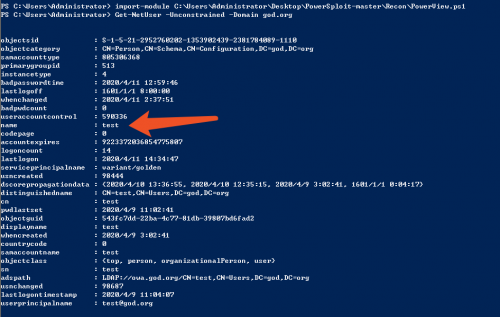 PS C:\Users\Administrator> import-module C:\Users\Administrator\Desktop\PowerSploit-master\Recon\PowerView.ps1
PS C:\Users\Administrator> Get-NetUser -Unconstrained -Domain god.org
objectsid : S-1-5-21-2952760202-1353902439-2381784089-1110
objectcategory : CN=Person,CN=Schema,CN=Configuration,DC=god,DC=org
samaccounttype : 805306368
primarygroupid : 513
instancetype : 4
badpasswordtime : 2020/4/11 12:59:46
lastlogoff : 1601/1/1 8:00:00
whenchanged : 2020/4/11 2:37:51
badpwdcount : 0
useraccountcontrol : 590336
name : test
codepage : 0
accountexpires : 9223372036854775807
logoncount : 14
lastlogon : 2020/4/11 14:34:47
serviceprincipalname : variant/golden
usncreated : 98444
dscorepropagationdata : {2020/4/10 13:36:55, 2020/4/10 12:35:15, 2020/4/9 3:02:41, 1601/1/1 0:04:17}
distinguishedname : CN=test,CN=Users,DC=god,DC=org
cn : test
pwdlastset : 2020/4/9 11:02:41
objectguid : 543fc7dd-22ba-4c77-81db-39807bd6fad2
displayname : test
whencreated : 2020/4/9 3:02:41
countrycode : 0
samaccountname : test
objectclass : {top, person, organizationalPerson, user}
sn : test
adspath : LDAP://owa.god.org/CN=test,CN=Users,DC=god,DC=org
usnchanged : 98687
lastlogontimestamp : 2020/4/9 11:04:07
userprincipalname : test@god.org